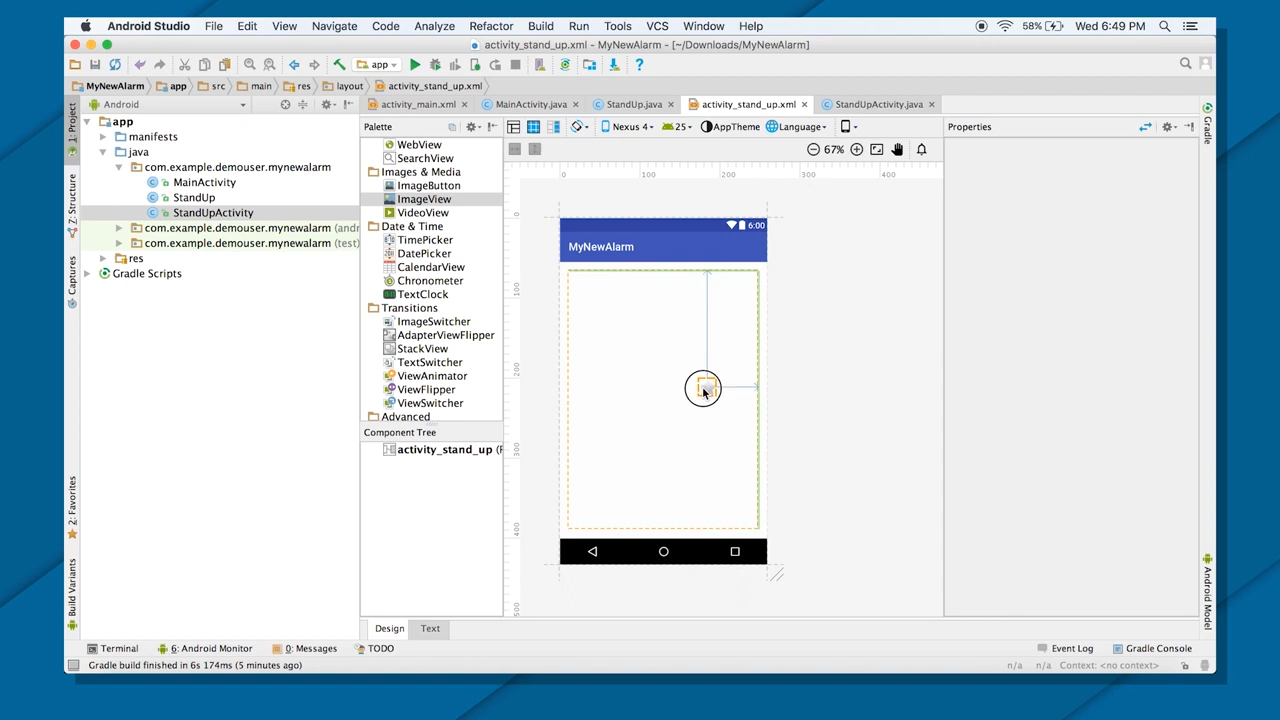 Android Studio File Edit View Navigate Code Analyze Refactor Build Run Tools VCS Window Help 58% Wed 6:49 PM
activity_stand_up.xml - MyNewAlarm - [~/Downloads/MyNewAlarm]
app
MyNewAlarm app src main res layout activity_stand_up.xml
Android activity_main.xml MainActivity.java StandUp.java activity_stand_up.xml StandUpActivity.java
Palette Nexus 4 25 AppTheme Language Properties
67%
app
manifests
java
com.example.demouser.mynewalarm
MainActivity
StandUp
StandUpActivity
com.example.demouser.mynewalarm (andr
com.example.demouser.mynewalarm (test)
res
Gradle Scripts
WebView
SearchView
Images & Media
ImageButton
ImageView
VideoView
Date & Time
TimePicker
DatePicker
CalendarView
Chronometer
TextClock
Transitions
ImageSwitcher
AdapterViewFlipper
StackView
TextSwitcher
ViewAnimator
ViewFlipper
ViewSwitcher
Advanced
Component Tree
activity_stand_up (
0 100 200 300 400
0
100
200
300
400
500
6:00
MyNewAlarm
1: Project
7: Structure
Captures
2: Favorites
Build Variants
Gradle
Android Model
Design Text
Terminal 6: Android Monitor 0: Messages TODO Event Log Gradle Console
Gradle build finished in 6s 174ms (5 minutes ago) n/a n/a Context: <no context>